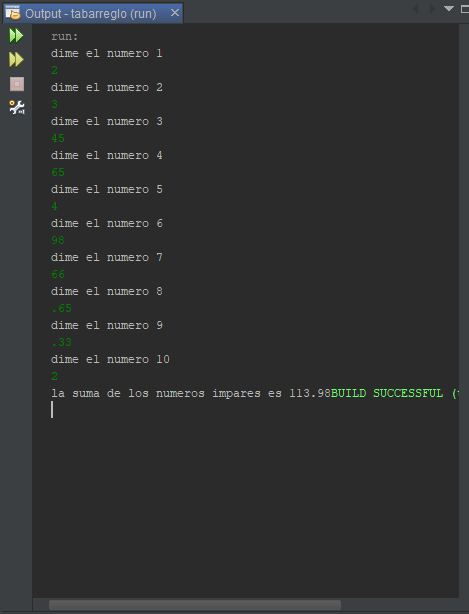 Output - tabarreglo (run)
run:
dime el numero 1
2
dime el numero 2
3
dime el numero 3
45
dime el numero 4
65
dime el numero 5
4
dime el numero 6
98
dime el numero 7
66
dime el numero 8
.65
dime el numero 9
.33
dime el numero 10
2
la suma de los numeros impares es 113.98BUILD SUCCESSFUL (